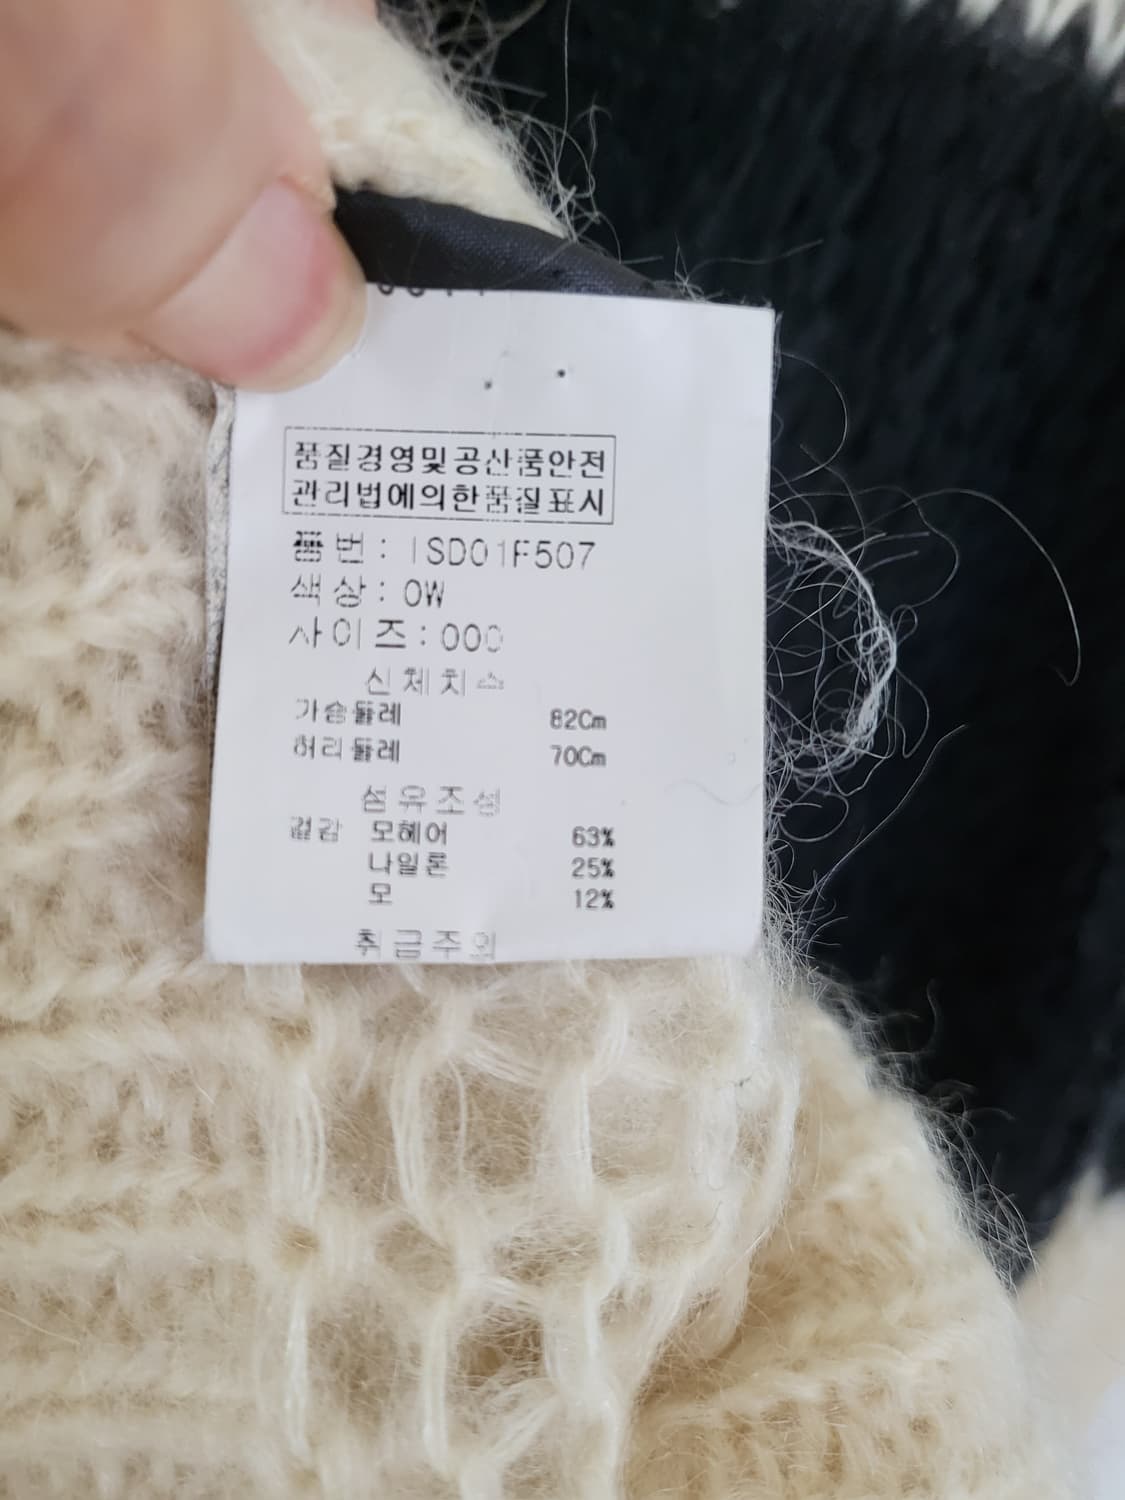 품질경영및공산품안전
관리법에의한품질표시
품 번 : ISD01F507
색 상 : OW
사 이 즈 : 000
신체치수
가슴둘레 82Cm
허리둘레 70Cm
섬유조성
겉감 모헤어 63%
나일론 25%
모 12%
취급주의